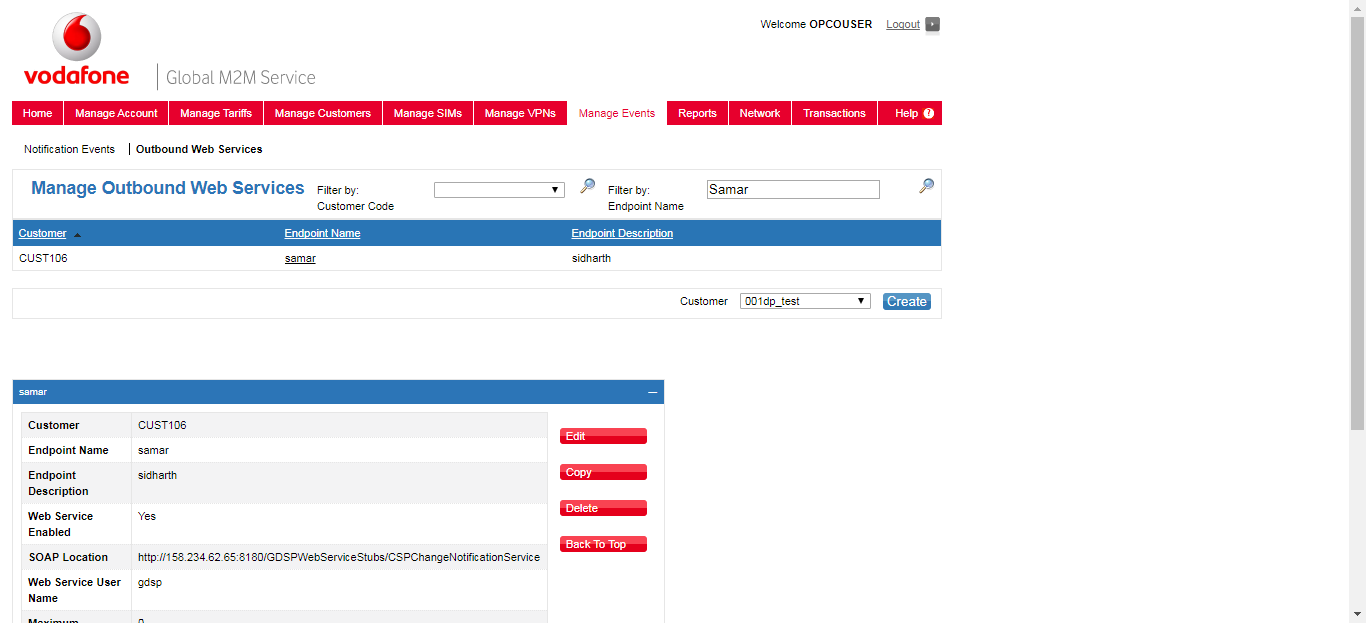 Welcome OPCOUSER Logout
vodafone Global M2M Service
Home Manage Account Manage Tariffs Manage Customers Manage SIMs Manage VPNs Manage Events Reports Network Transactions Help ?
Notification Events Outbound Web Services
Manage Outbound Web Services Filter by: Filter by: Samar
Customer Code Endpoint Name
Customer Endpoint Name Endpoint Description
CUST106 samar sidharth
Customer 001dp_test Create
samar
Customer CUST106
Edit
Endpoint Name samar
Endpoint sidharth
Copy
Description
Web Service Yes
Delete
Enabled
Back To Top
SOAP Location http://158.234.62.65:8180/GDSPWebServiceStubs/CSPChangeNotificationService
Web Service User gdsp
Name
Maximum 0